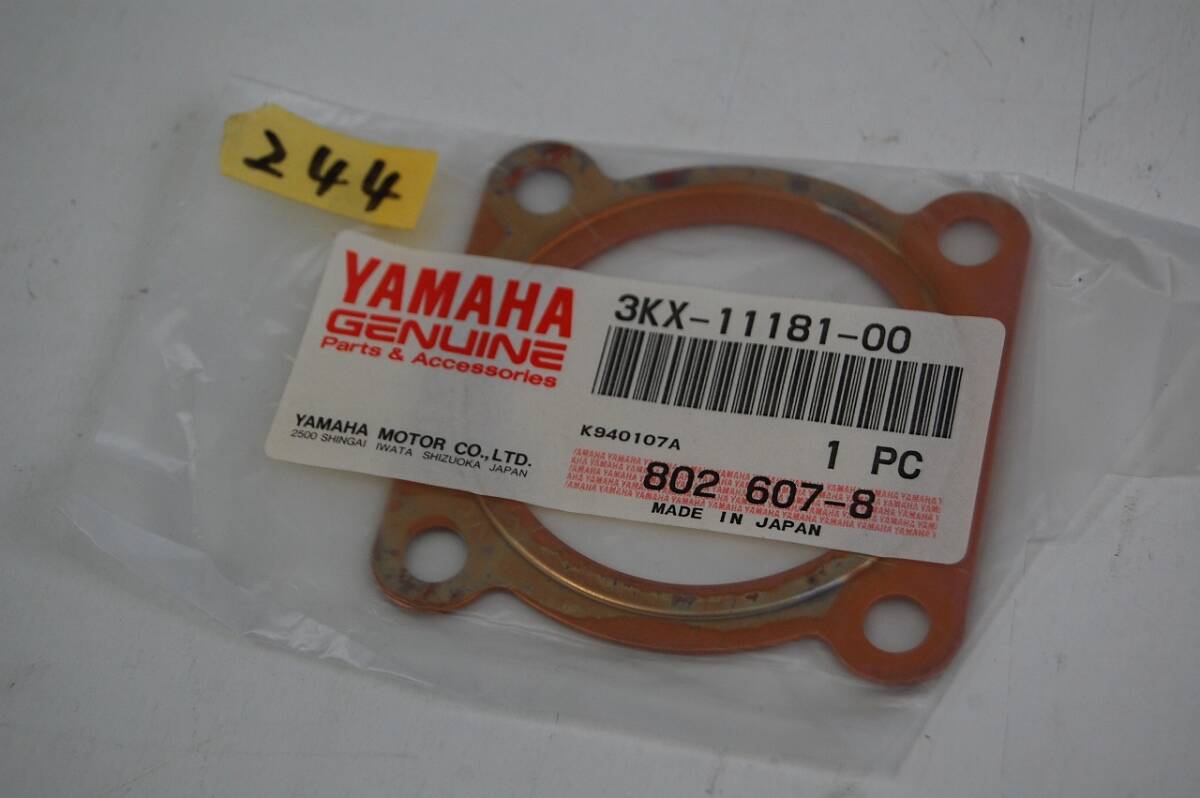 244
YAMAHA
GENUINE
Parts & Accessories
3KX-11181-00
YAMAHA MOTOR CO.,LTD.
2500 SHINGAI IWATA SHIZUOKA JAPAN
K940107A
1 PC
802 607-8
MADE IN JAPAN